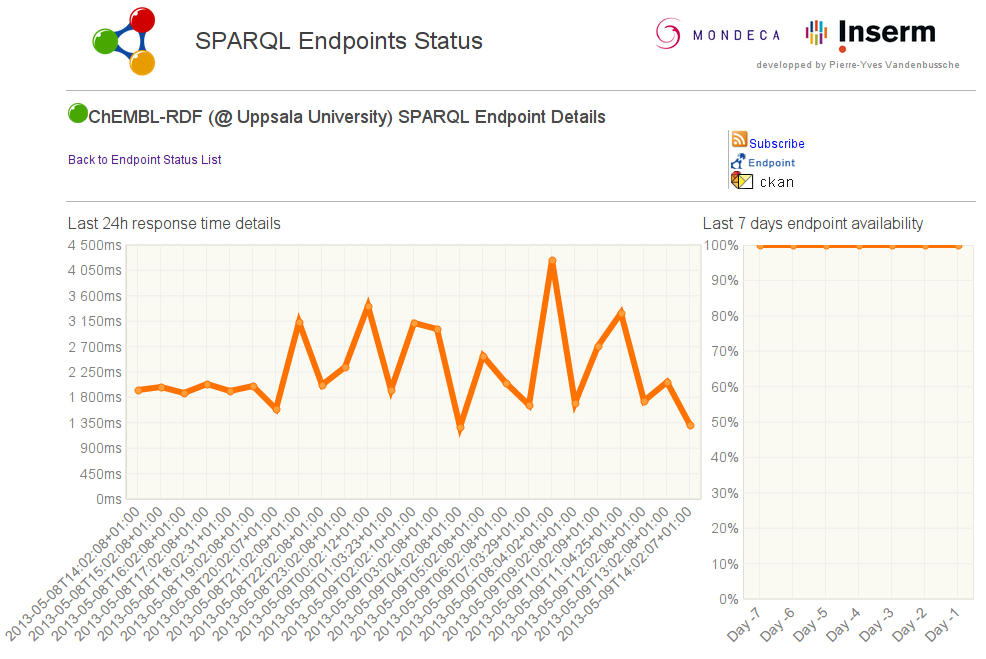 SPARQL Endpoints Status
MONDECA
Inserm
developped by Pierre-Yves Vandenbussche
ChEMBL-RDF (@ Uppsala University) SPARQL Endpoint Details
Back to Endpoint Status List
Subscribe
Endpoint
ckan
Last 24h response time details
4 500ms
4 050ms
3 600ms
3 150ms
2 700ms
2 250ms
1 800ms
1 350ms
900ms
450ms
0ms
2013-05-08T14:02:08+01:00
2013-05-08T15:02:08+01:00
2013-05-08T16:02:08+01:00
2013-05-08T17:02:08+01:00
2013-05-08T18:02:31+01:00
2013-05-08T19:02:08+01:00
2013-05-08T20:02:07+01:00
2013-05-08T21:02:09+01:00
2013-05-08T22:02:08+01:00
2013-05-08T23:02:08+01:00
2013-05-09T00:02:12+01:00
2013-05-09T01:03:23+01:00
2013-05-09T02:02:10+01:00
2013-05-09T03:02:08+01:00
2013-05-09T04:02:08+01:00
2013-05-09T05:02:08+01:00
2013-05-09T06:02:08+01:00
2013-05-09T07:03:29+01:00
2013-05-09T08:04:02+01:00
2013-05-09T09:02:08+01:00
2013-05-09T10:02:09+01:00
2013-05-09T11:04:25+01:00
2013-05-09T12:02:08+01:00
2013-05-09T13:02:08+01:00
2013-05-09T14:02:07+01:00
Last 7 days endpoint availability
100%
90%
80%
70%
60%
50%
40%
30%
20%
10%
0%
Day -7
Day -6
Day -5
Day -4
Day -3
Day -2
Day -1